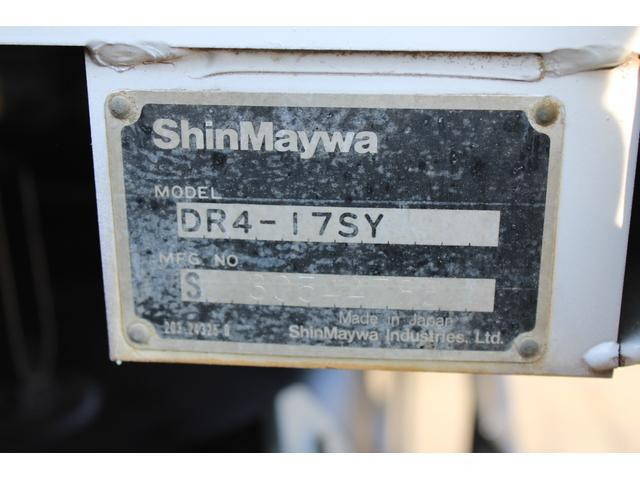 ShinMaywa
MODEL
DR4-17SY
MFG NO
S
Made in Japan
ShinMaywa Industries, Ltd.